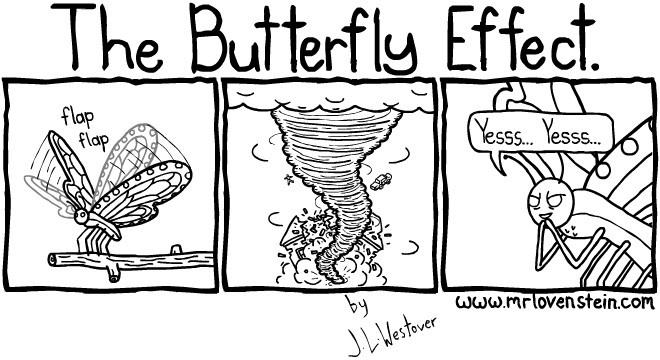 The Butterfly Effect.
flap
flap
Yesss... Yesss...
www.mrlovenstein.com
by
J.L.Westover